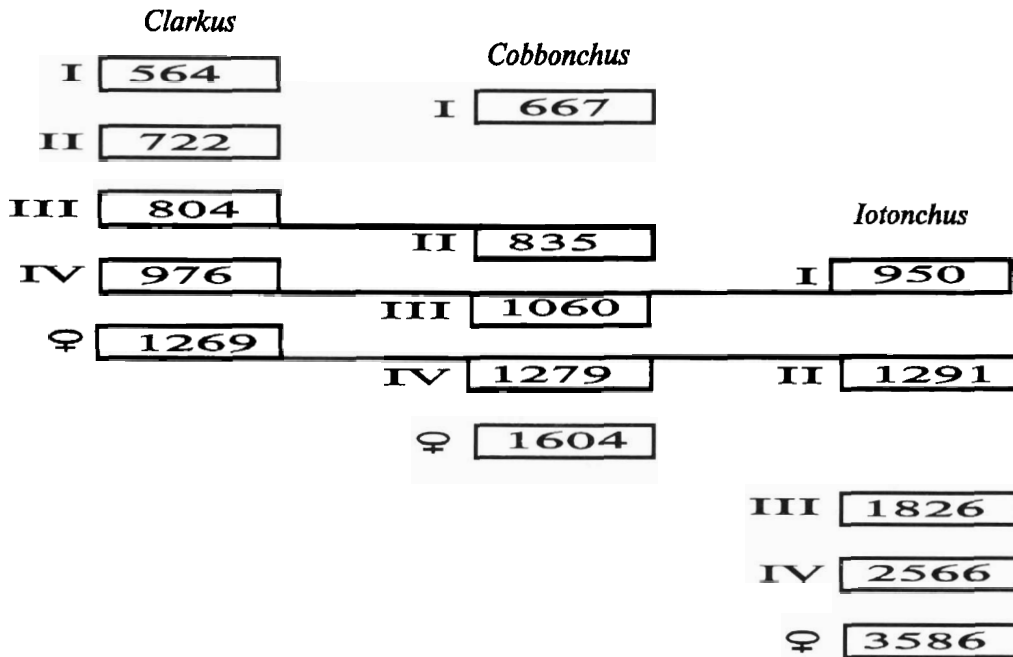 Clarkus
Cobbonchus
I 564
I 667
II 722
III 804
Iotonchus
II 835
IV 976
I 950
III 1060
♀ 1269
IV 1279
II 1291
♀ 1604
III 1826
IV 2566
♀ 3586